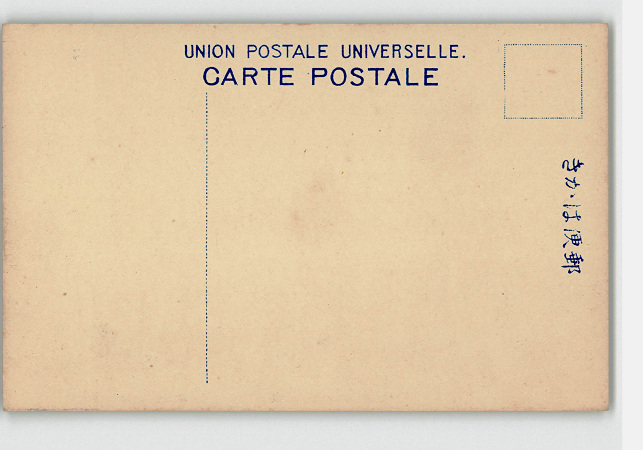 UNION POSTALE UNIVERSELLE.
CARTE POSTALE
きかは便郵